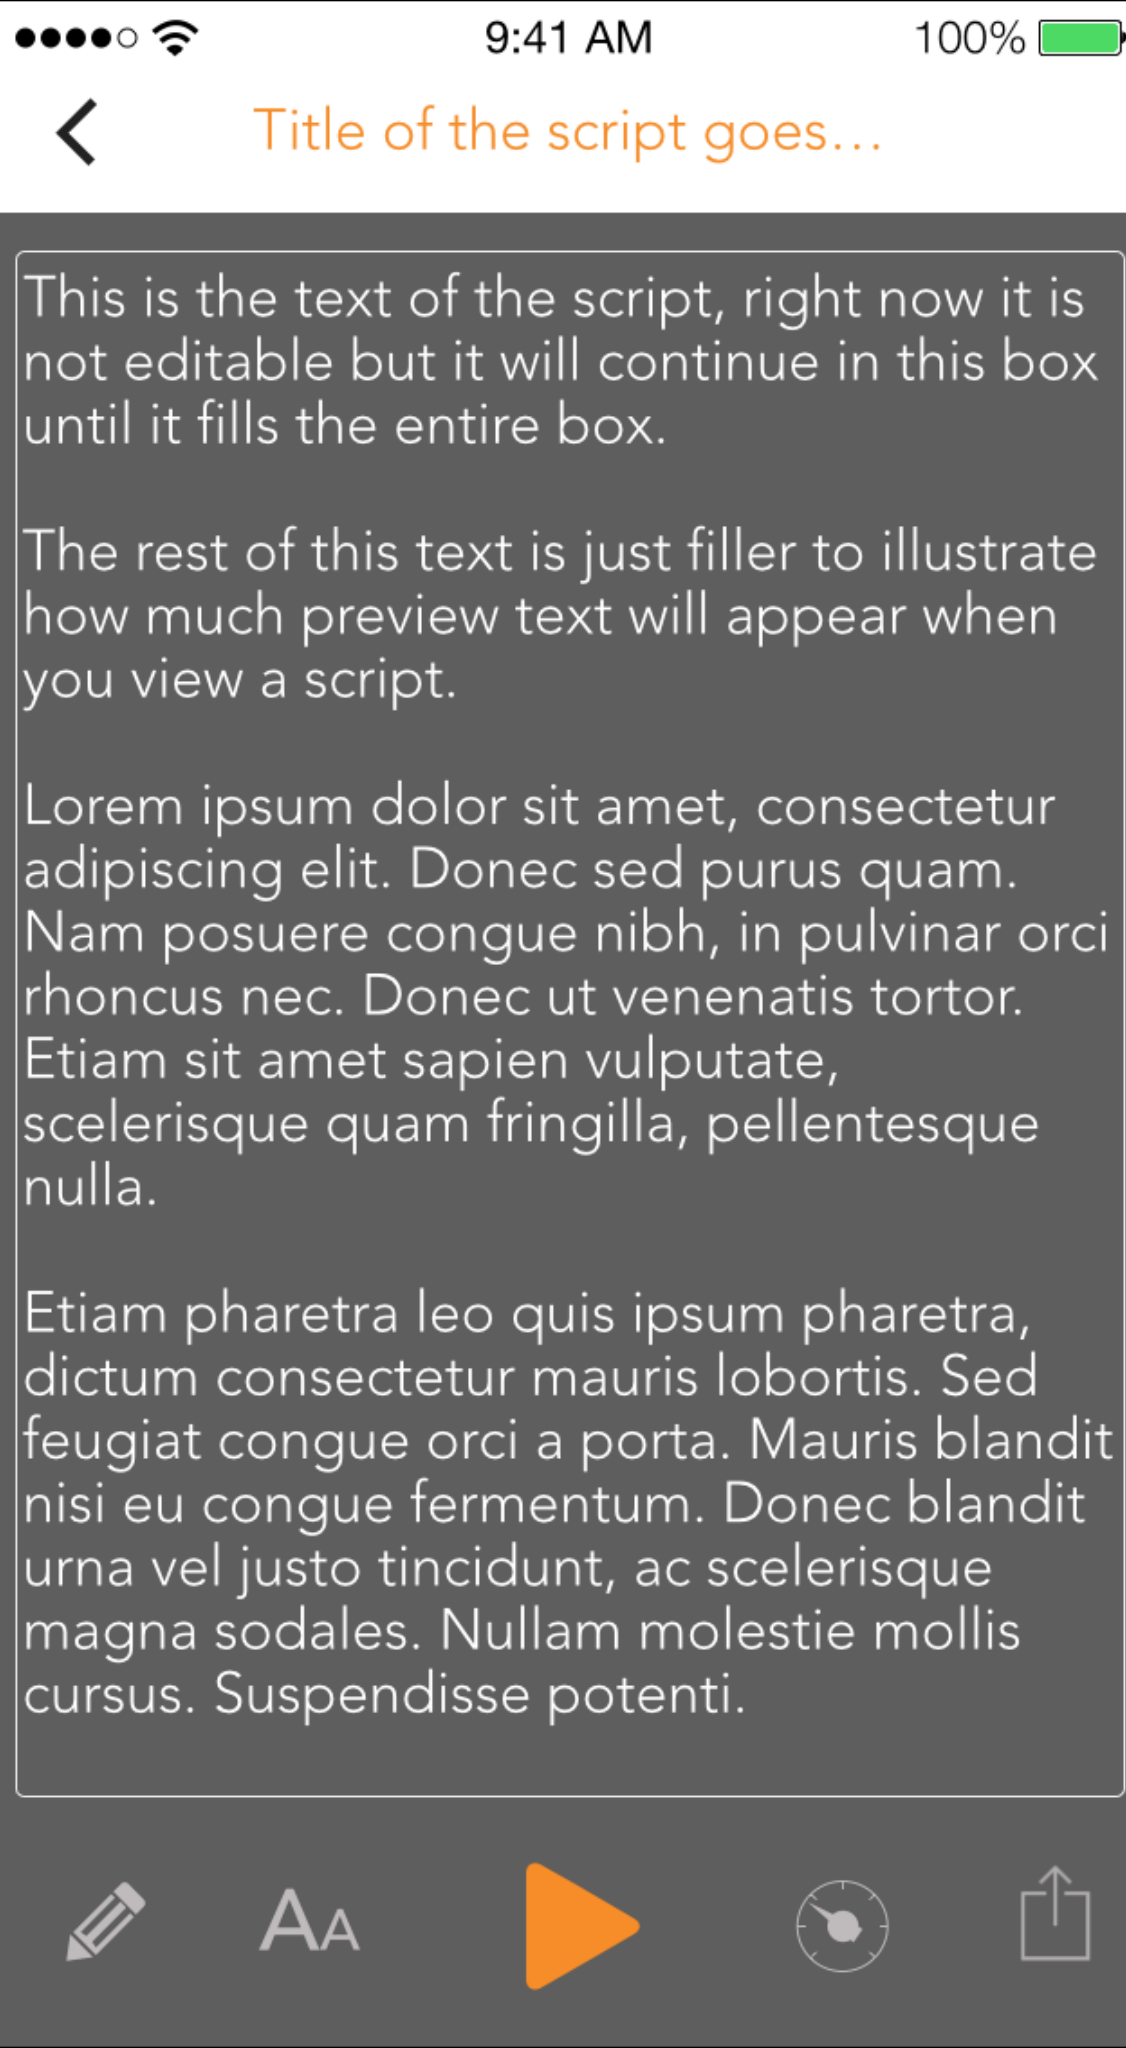 9:41 AM
100%
Title of the script goes...
This is the text of the script, right now it is
not editable but it will continue in this box
until it fills the entire box.
The rest of this text is just filler to illustrate
how much preview text will appear when
you view a script.
Lorem ipsum dolor sit amet, consectetur
adipiscing elit. Donec sed purus quam.
Nam posuere congue nibh, in pulvinar orci
rhoncus nec. Donec ut venenatis tortor.
Etiam sit amet sapien vulputate,
scelerisque quam fringilla, pellentesque
nulla.
Etiam pharetra leo quis ipsum pharetra,
dictum consectetur mauris lobortis. Sed
feugiat congue orci a porta. Mauris blandit
nisi eu congue fermentum. Donec blandit
urna vel justo tincidunt, ac scelerisque
magna sodales. Nullam molestie mollis
cursus. Suspendisse potenti.
AA